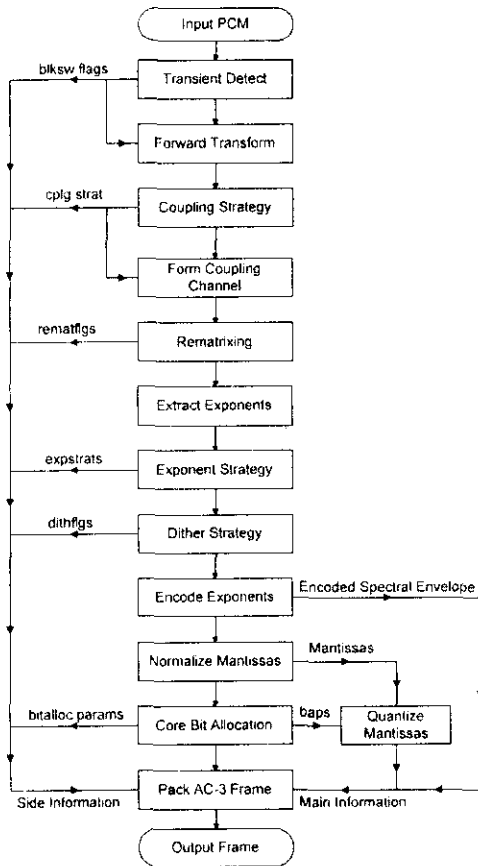 Input PCM
blksw flags
Transient Detect
Forward Transform
cplg strat
Coupling Strategy
Form Coupling
Channel
rematflgs
Rematrixing
Extract Exponents
expstrats
Exponent Strategy
dithflgs
Dither Strategy
Encode Exponents
Encoded Spectral Envelope
Normalize Mantissas
Mantissas
bitalloc params
Core Bit Allocation
baps
Quantize
Mantissas
Side Information
Pack AC-3 Frame
Main Information
Output Frame